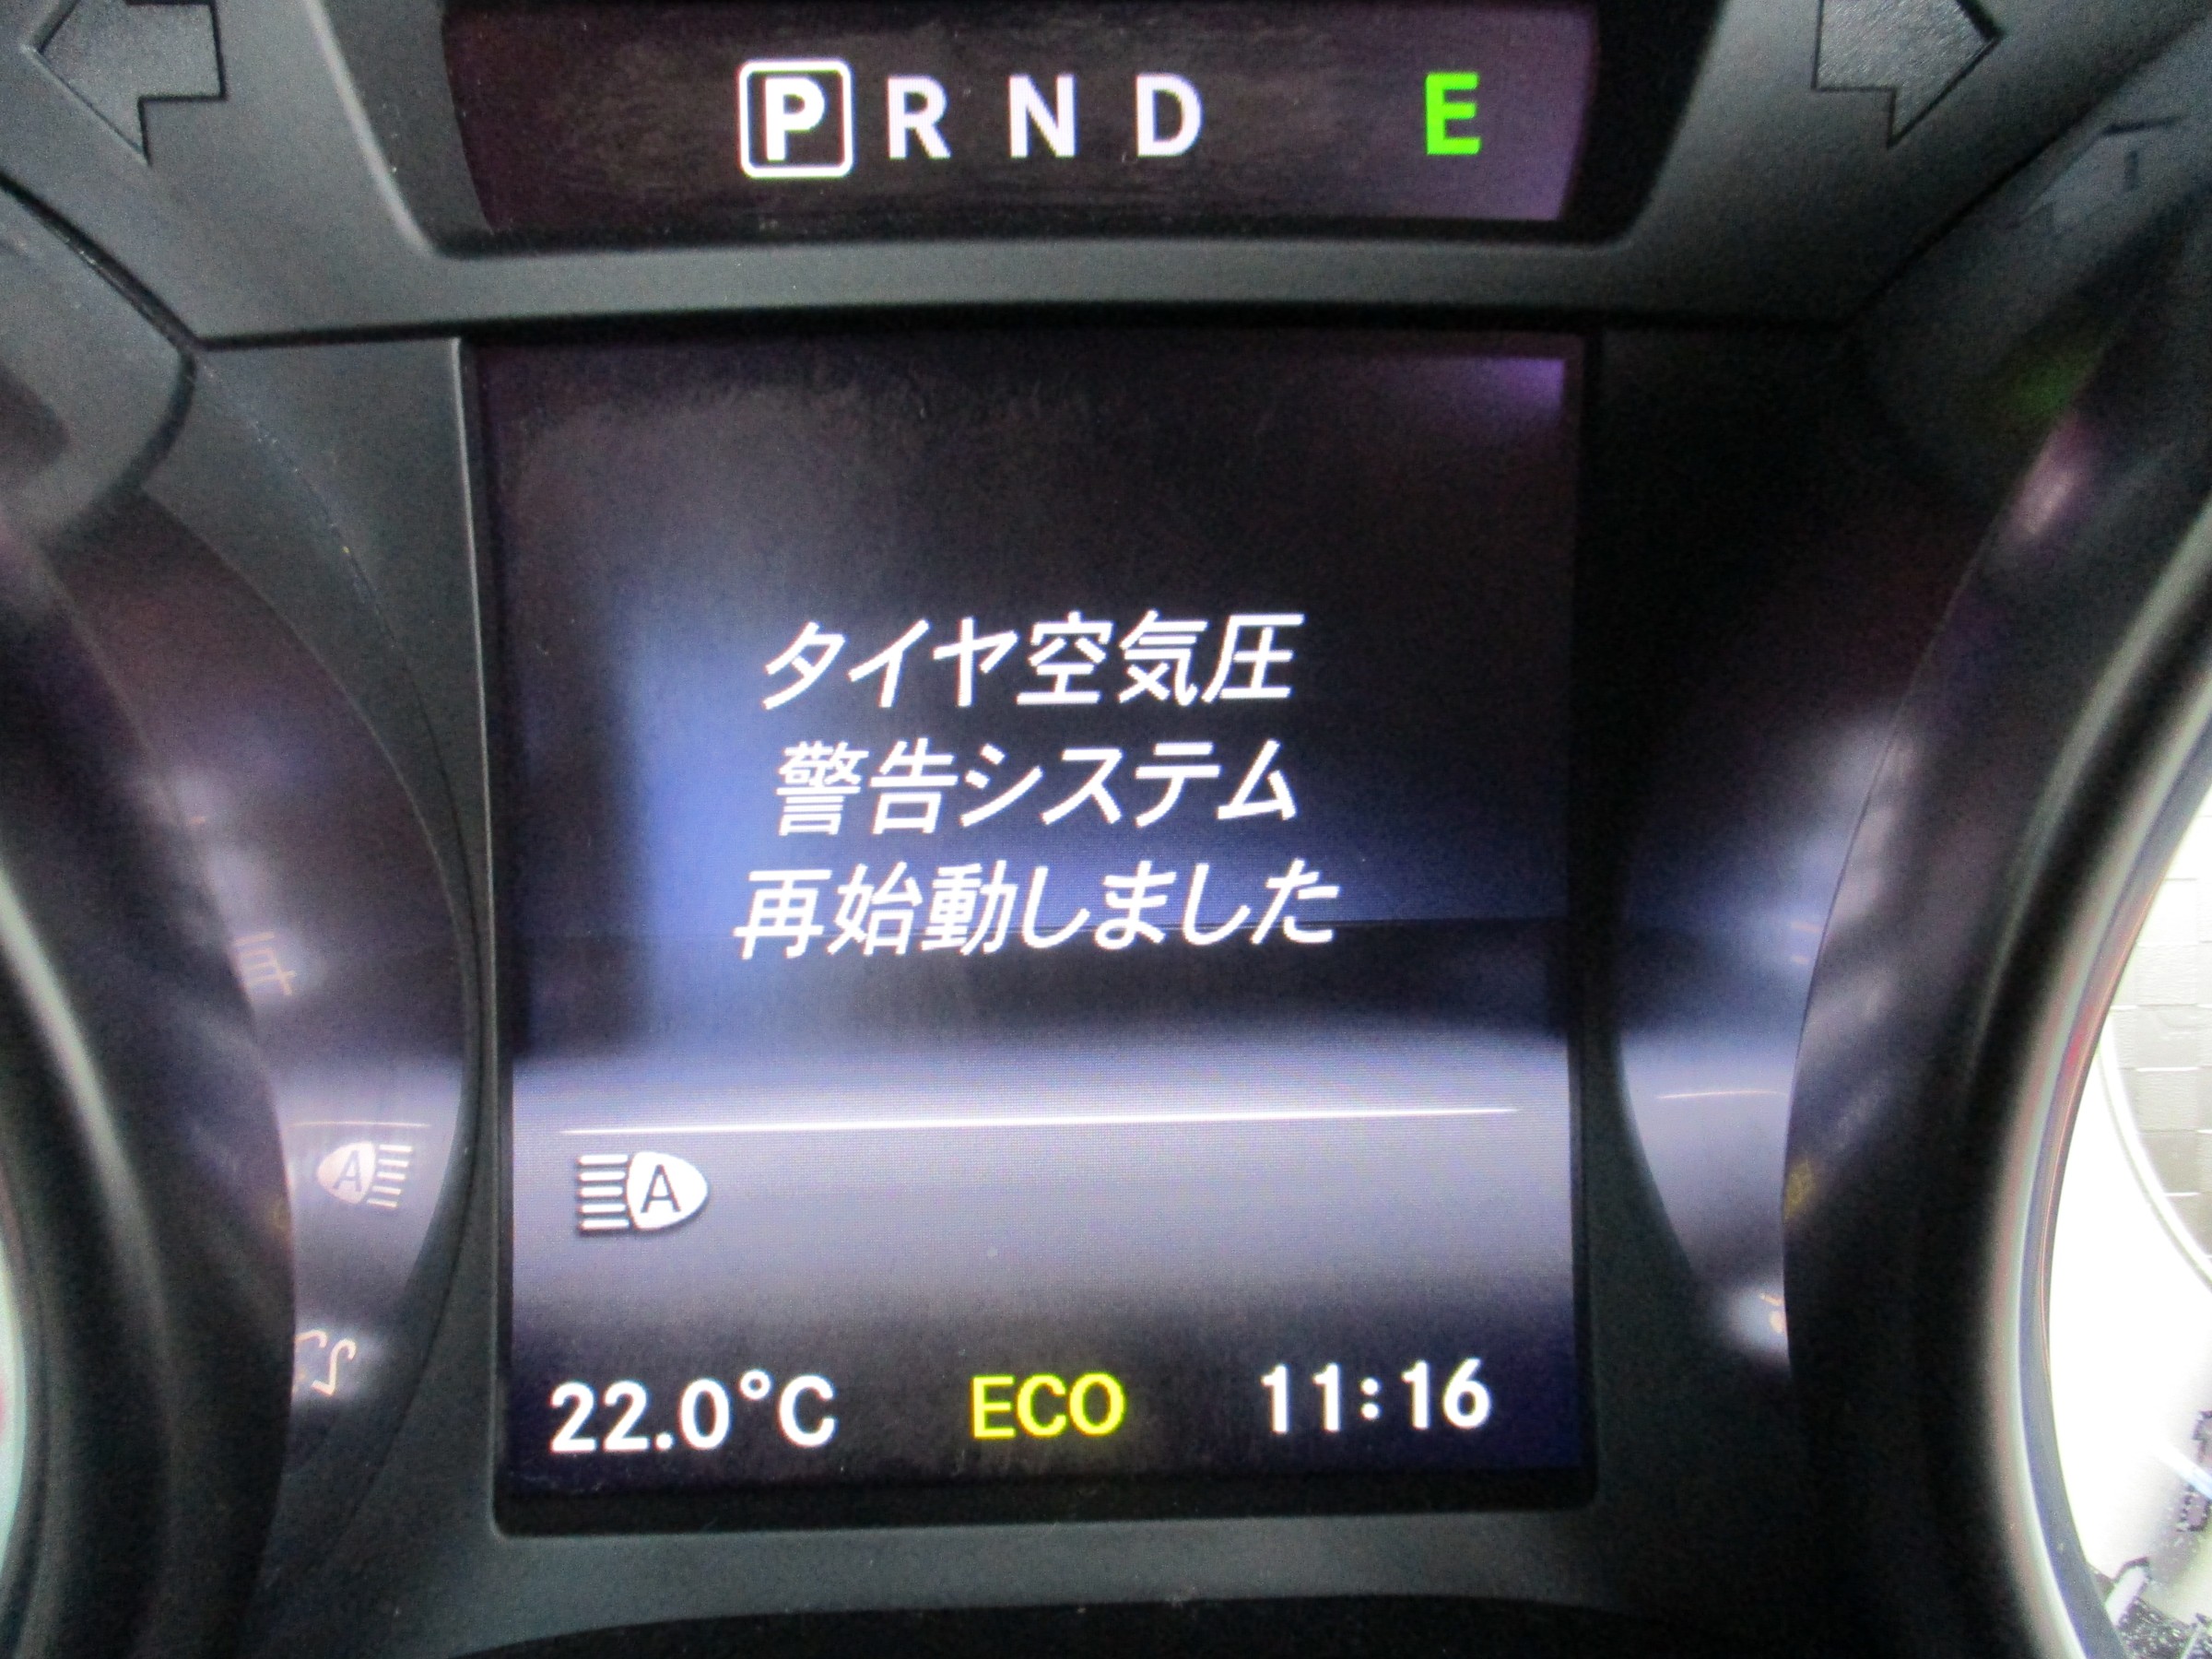 P R N D E
タイヤ空気圧
警告システム
再始動しました
A
22.0°C ECO 11:16